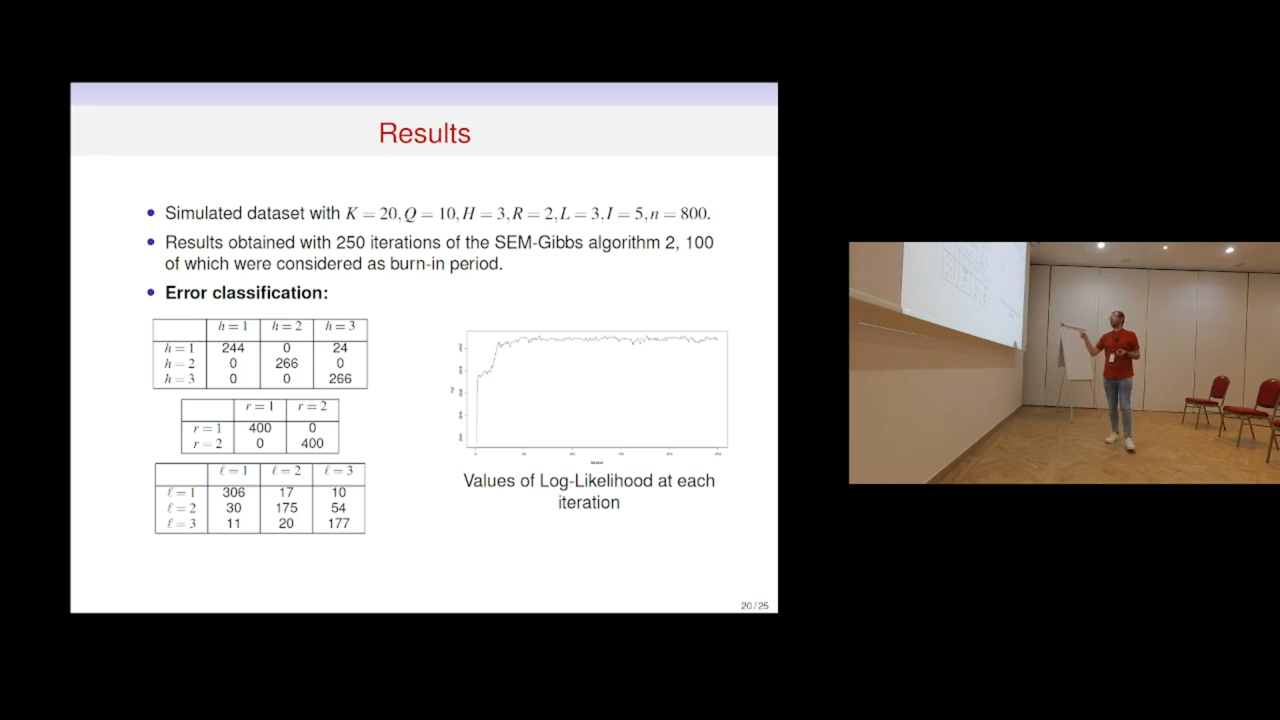 Results
• Simulated dataset with K = 20, Q = 10, H = 3, R = 2, L = 3, I = 5, n = 800.
• Results obtained with 250 iterations of the SEM-Gibbs algorithm 2, 100
of which were considered as burn-in period.
• Error classification:
h = 1 h = 2 h = 3
h = 1 244 0 24
h = 2 0 266 0
h = 3 0 0 266
r = 1 r = 2
r = 1 400 0
r = 2 0 400
ℓ = 1 ℓ = 2 ℓ = 3
ℓ = 1 306 17 10
ℓ = 2 30 175 54
ℓ = 3 11 20 177
Values of Log-Likelihood at each
iteration
20 / 25